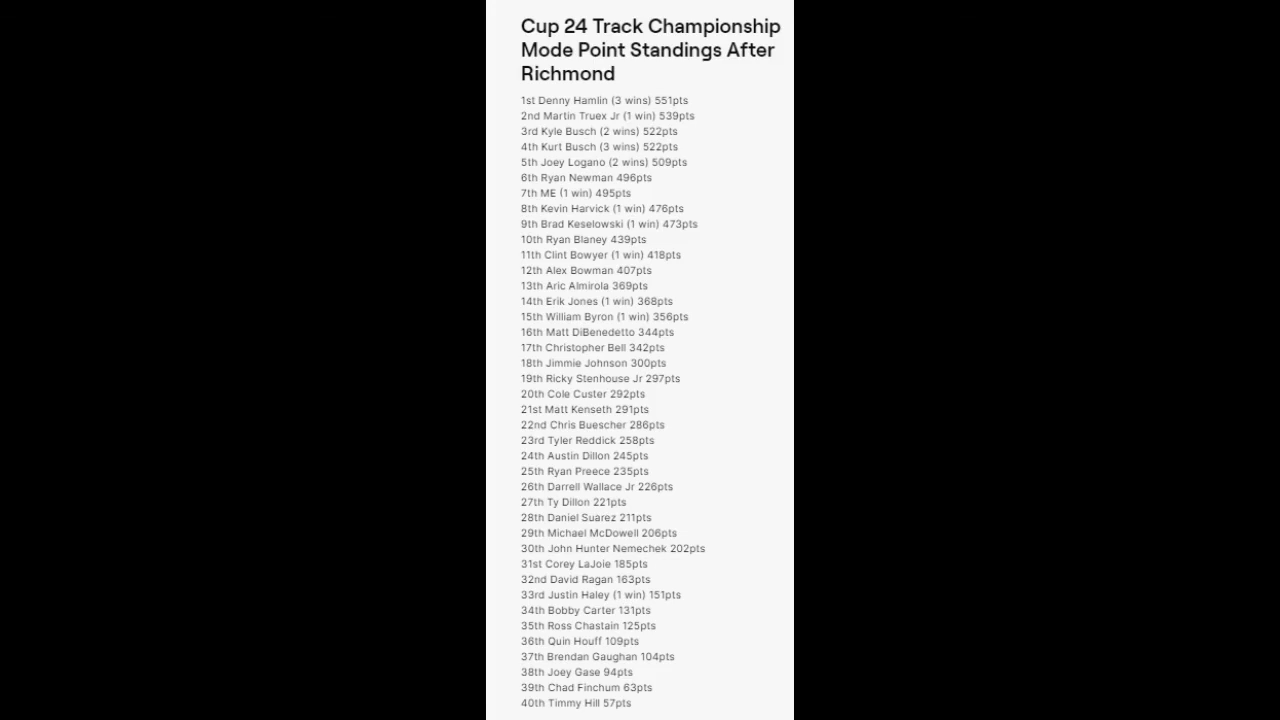 Cup 24 Track Championship
Mode Point Standings After
Richmond
1st Denny Hamlin (3 wins) 551pts
2nd Martin Truex Jr (1 win) 539pts
3rd Kyle Busch (2 wins) 522pts
4th Kurt Busch (3 wins) 522pts
5th Joey Logano (2 wins) 509pts
6th Ryan Newman 496pts
7th ME (1 win) 495pts
8th Kevin Harvick (1 win) 476pts
9th Brad Keselowski (1 win) 473pts
10th Ryan Blaney 439pts
11th Clint Bowyer (1 win) 418pts
12th Alex Bowman 407pts
13th Aric Almirola 369pts
14th Erik Jones (1 win) 368pts
15th William Byron (1 win) 356pts
16th Matt DiBenedetto 344pts
17th Christopher Bell 342pts
18th Jimmie Johnson 300pts
19th Ricky Stenhouse Jr 297pts
20th Cole Custer 292pts
21st Matt Kenseth 291pts
22nd Chris Buescher 286pts
23rd Tyler Reddick 258pts
24th Austin Dillon 245pts
25th Ryan Preece 235pts
26th Darrell Wallace Jr 226pts
27th Ty Dillon 221pts
28th Daniel Suarez 211pts
29th Michael McDowell 206pts
30th John Hunter Nemechek 202pts
31st Corey LaJoie 185pts
32nd David Ragan 163pts
33rd Justin Haley (1 win) 151pts
34th Bobby Carter 131pts
35th Ross Chastain 125pts
36th Quin Houff 109pts
37th Brendan Gaughan 104pts
38th Joey Gase 94pts
39th Chad Finchum 63pts
40th Timmy Hill 57pts